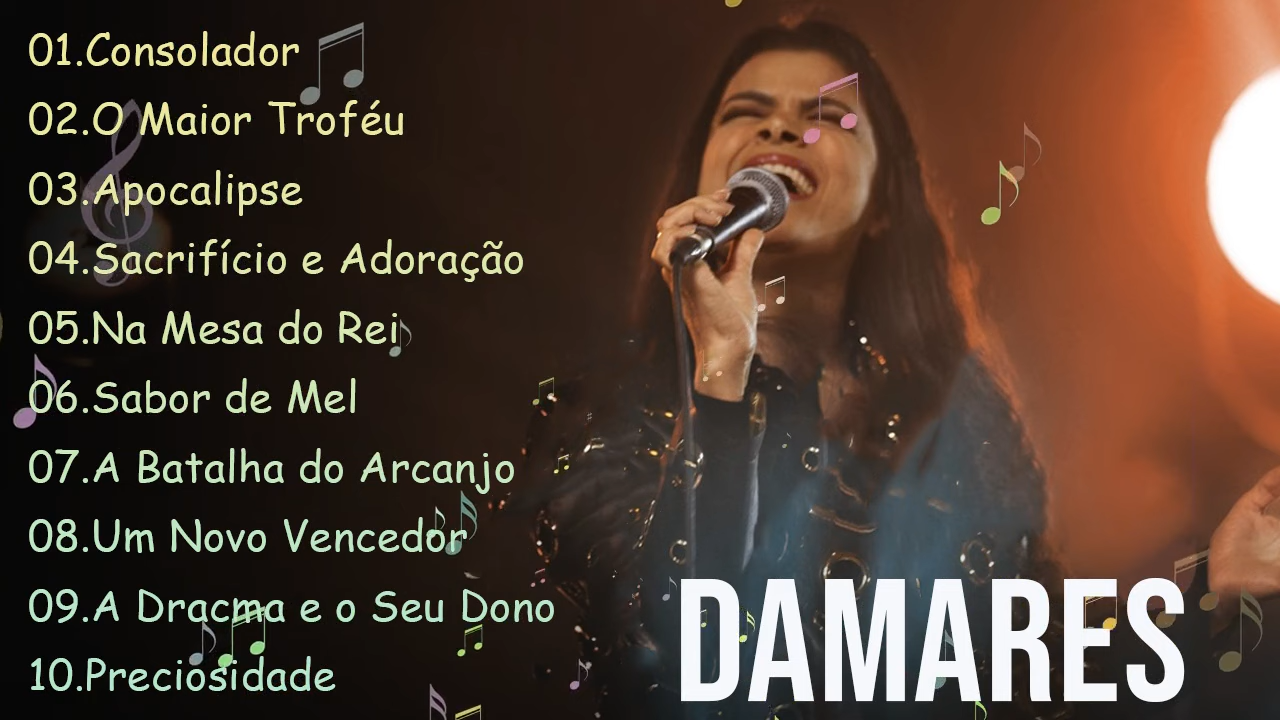 01.Consolador
02.O Maior Troféu
03.Apocalipse
04.Sacrifício e Adoração
05.Na Mesa do Rei
06.Sabor de Mel
07.A Batalha do Arcanjo
08.Um Novo Vencedor
09.A Dracma e o Seu Dono
10.Preciosidade
DAMARES